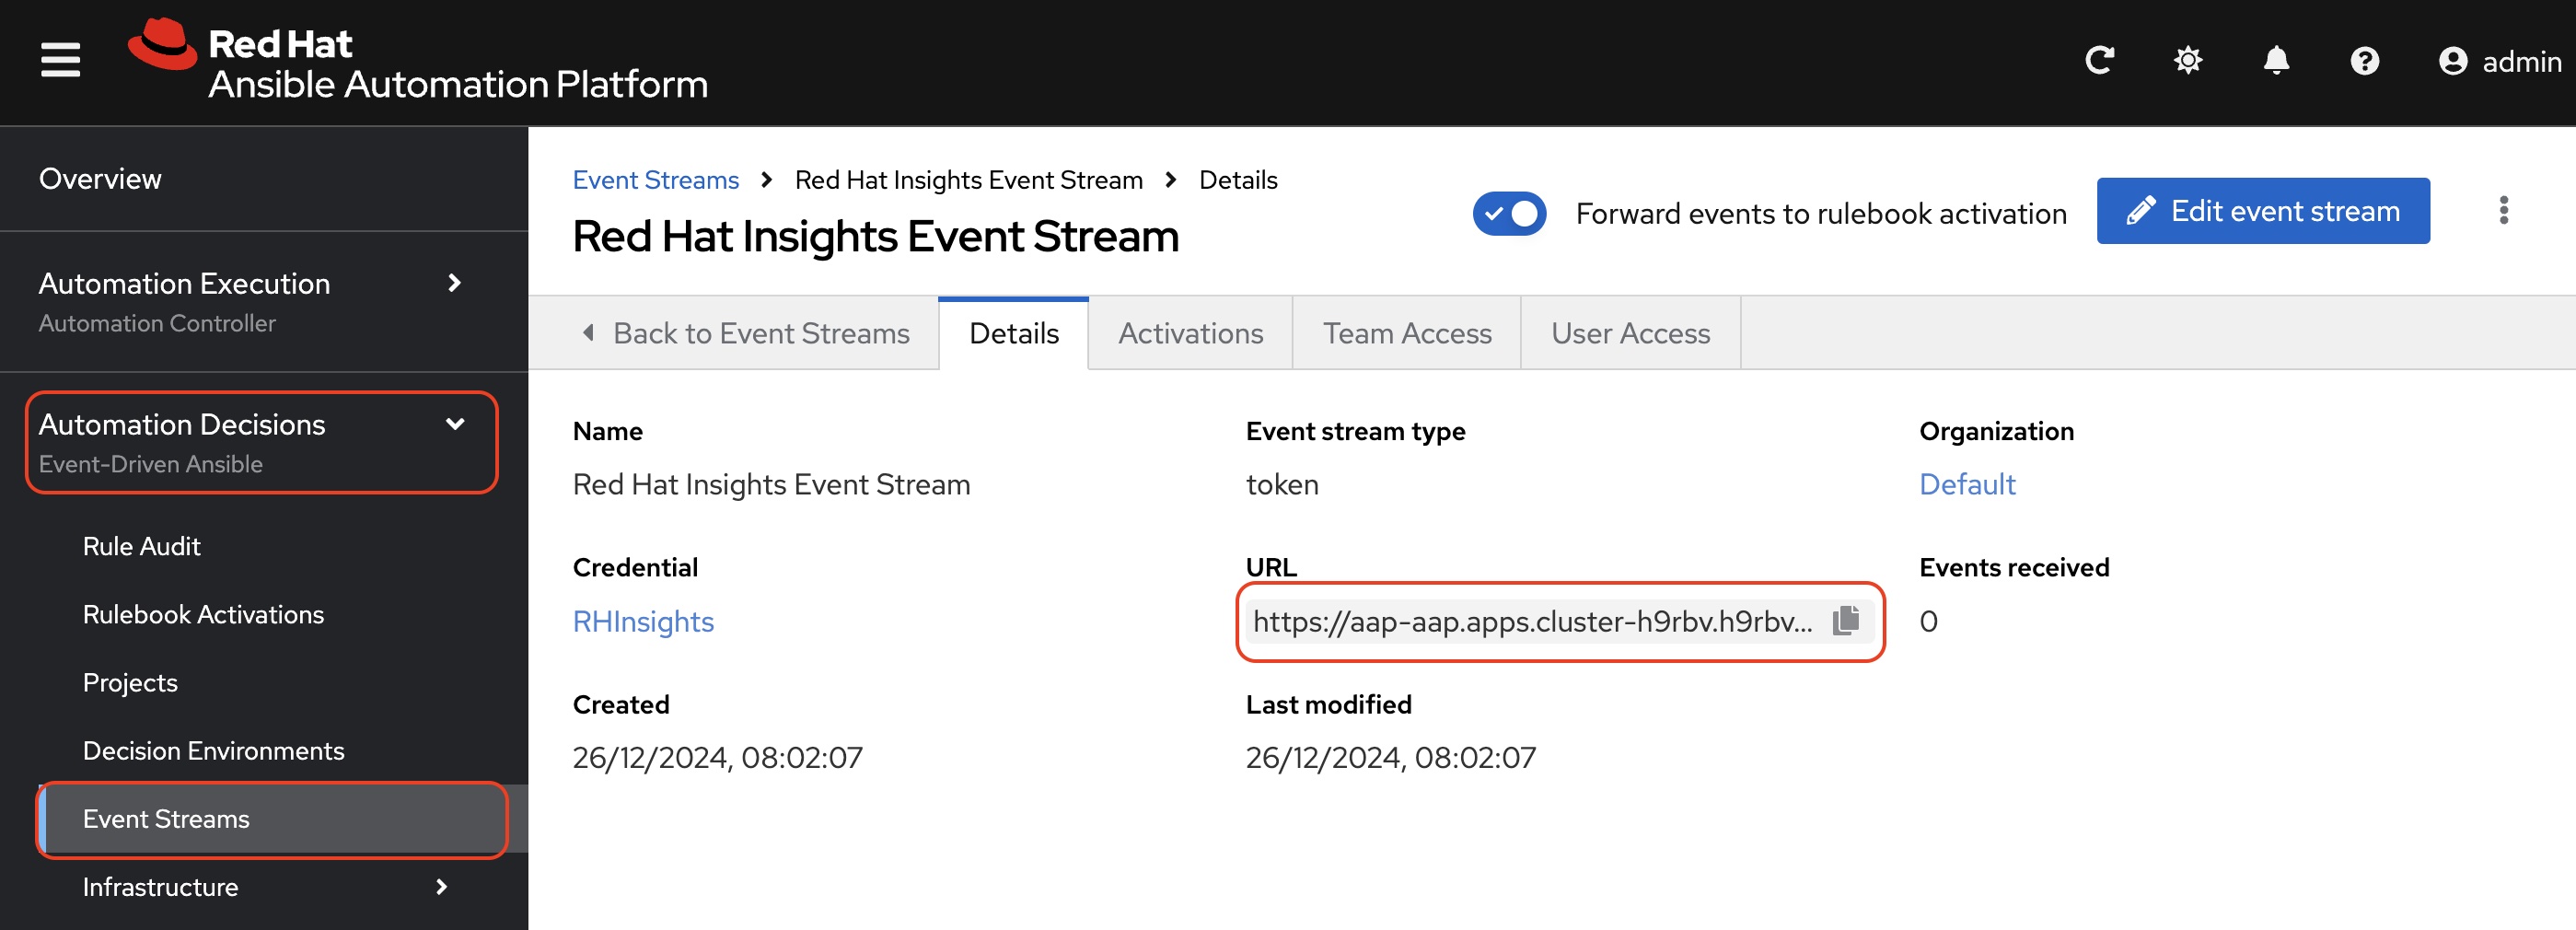 Red Hat
Ansible Automation Platform
admin
Overview
Automation Execution
Automation Controller
Automation Decisions
Event-Driven Ansible
Rule Audit
Rulebook Activations
Projects
Decision Environments
Event Streams
Infrastructure
Event Streams > Red Hat Insights Event Stream > Details
Red Hat Insights Event Stream
Forward events to rulebook activation
Edit event stream
Back to Event Streams
Details
Activations
Team Access
User Access
Name
Red Hat Insights Event Stream
Event stream type
token
Organization
Default
Credential
RHInsights
URL
https://aap-aap.apps.cluster-h9rbv.h9rbv...
Events received
0
Created
26/12/2024, 08:02:07
Last modified
26/12/2024, 08:02:07